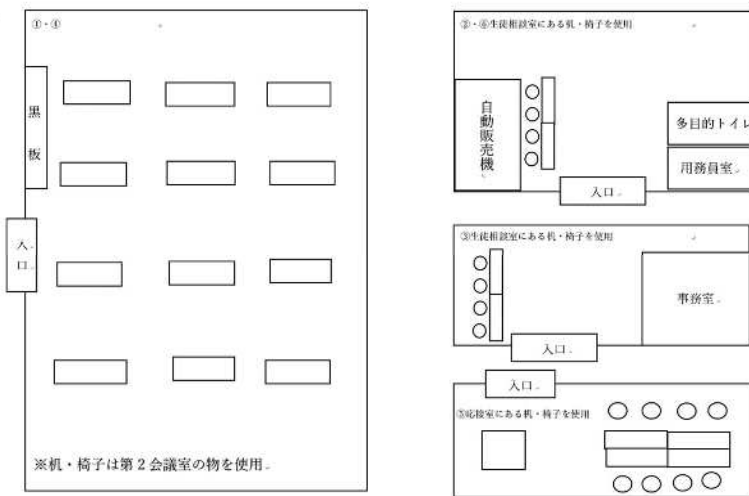 ①・④
黒板
入口
※机・椅子は第2会議室の物を使用
②・⑥生徒相談室にある机・椅子を使用
自動販売機
多目的トイレ
用務員室
入口
③生徒相談室にある机・椅子を使用
事務室
入口
入口
⑤応接室にある机・椅子を使用